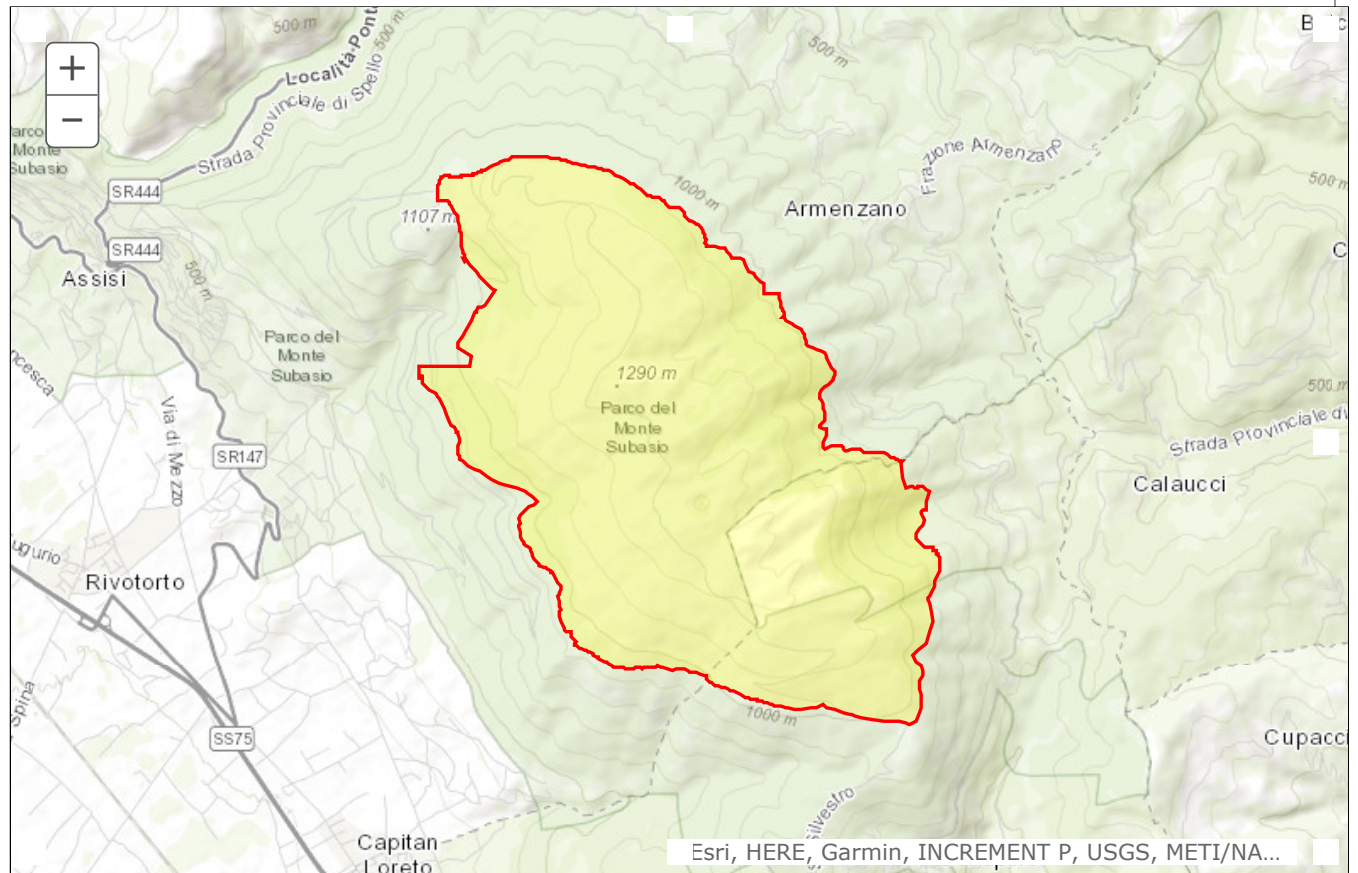 500 m
500 m
Località Pont
Strada Provinciale di Spello
500 m
+
−
Parco
Monte
Subasio
SR444
SR444
Assisi
500 m
1107 m
1000 m
Armenzano
Frazione Armenzano
500 m
Parco del
Monte
Subasio
1290 m
Parco del
Monte
Subasio
500 m
Strada Provinciale di
Calaucci
Via di Mezzo
SR147
Rivotorto
SS75
Spina
1000 m
Cupacci
Capitan
Loreto
Esri, HERE, Garmin, INCREMENT P, USGS, METI/NA...